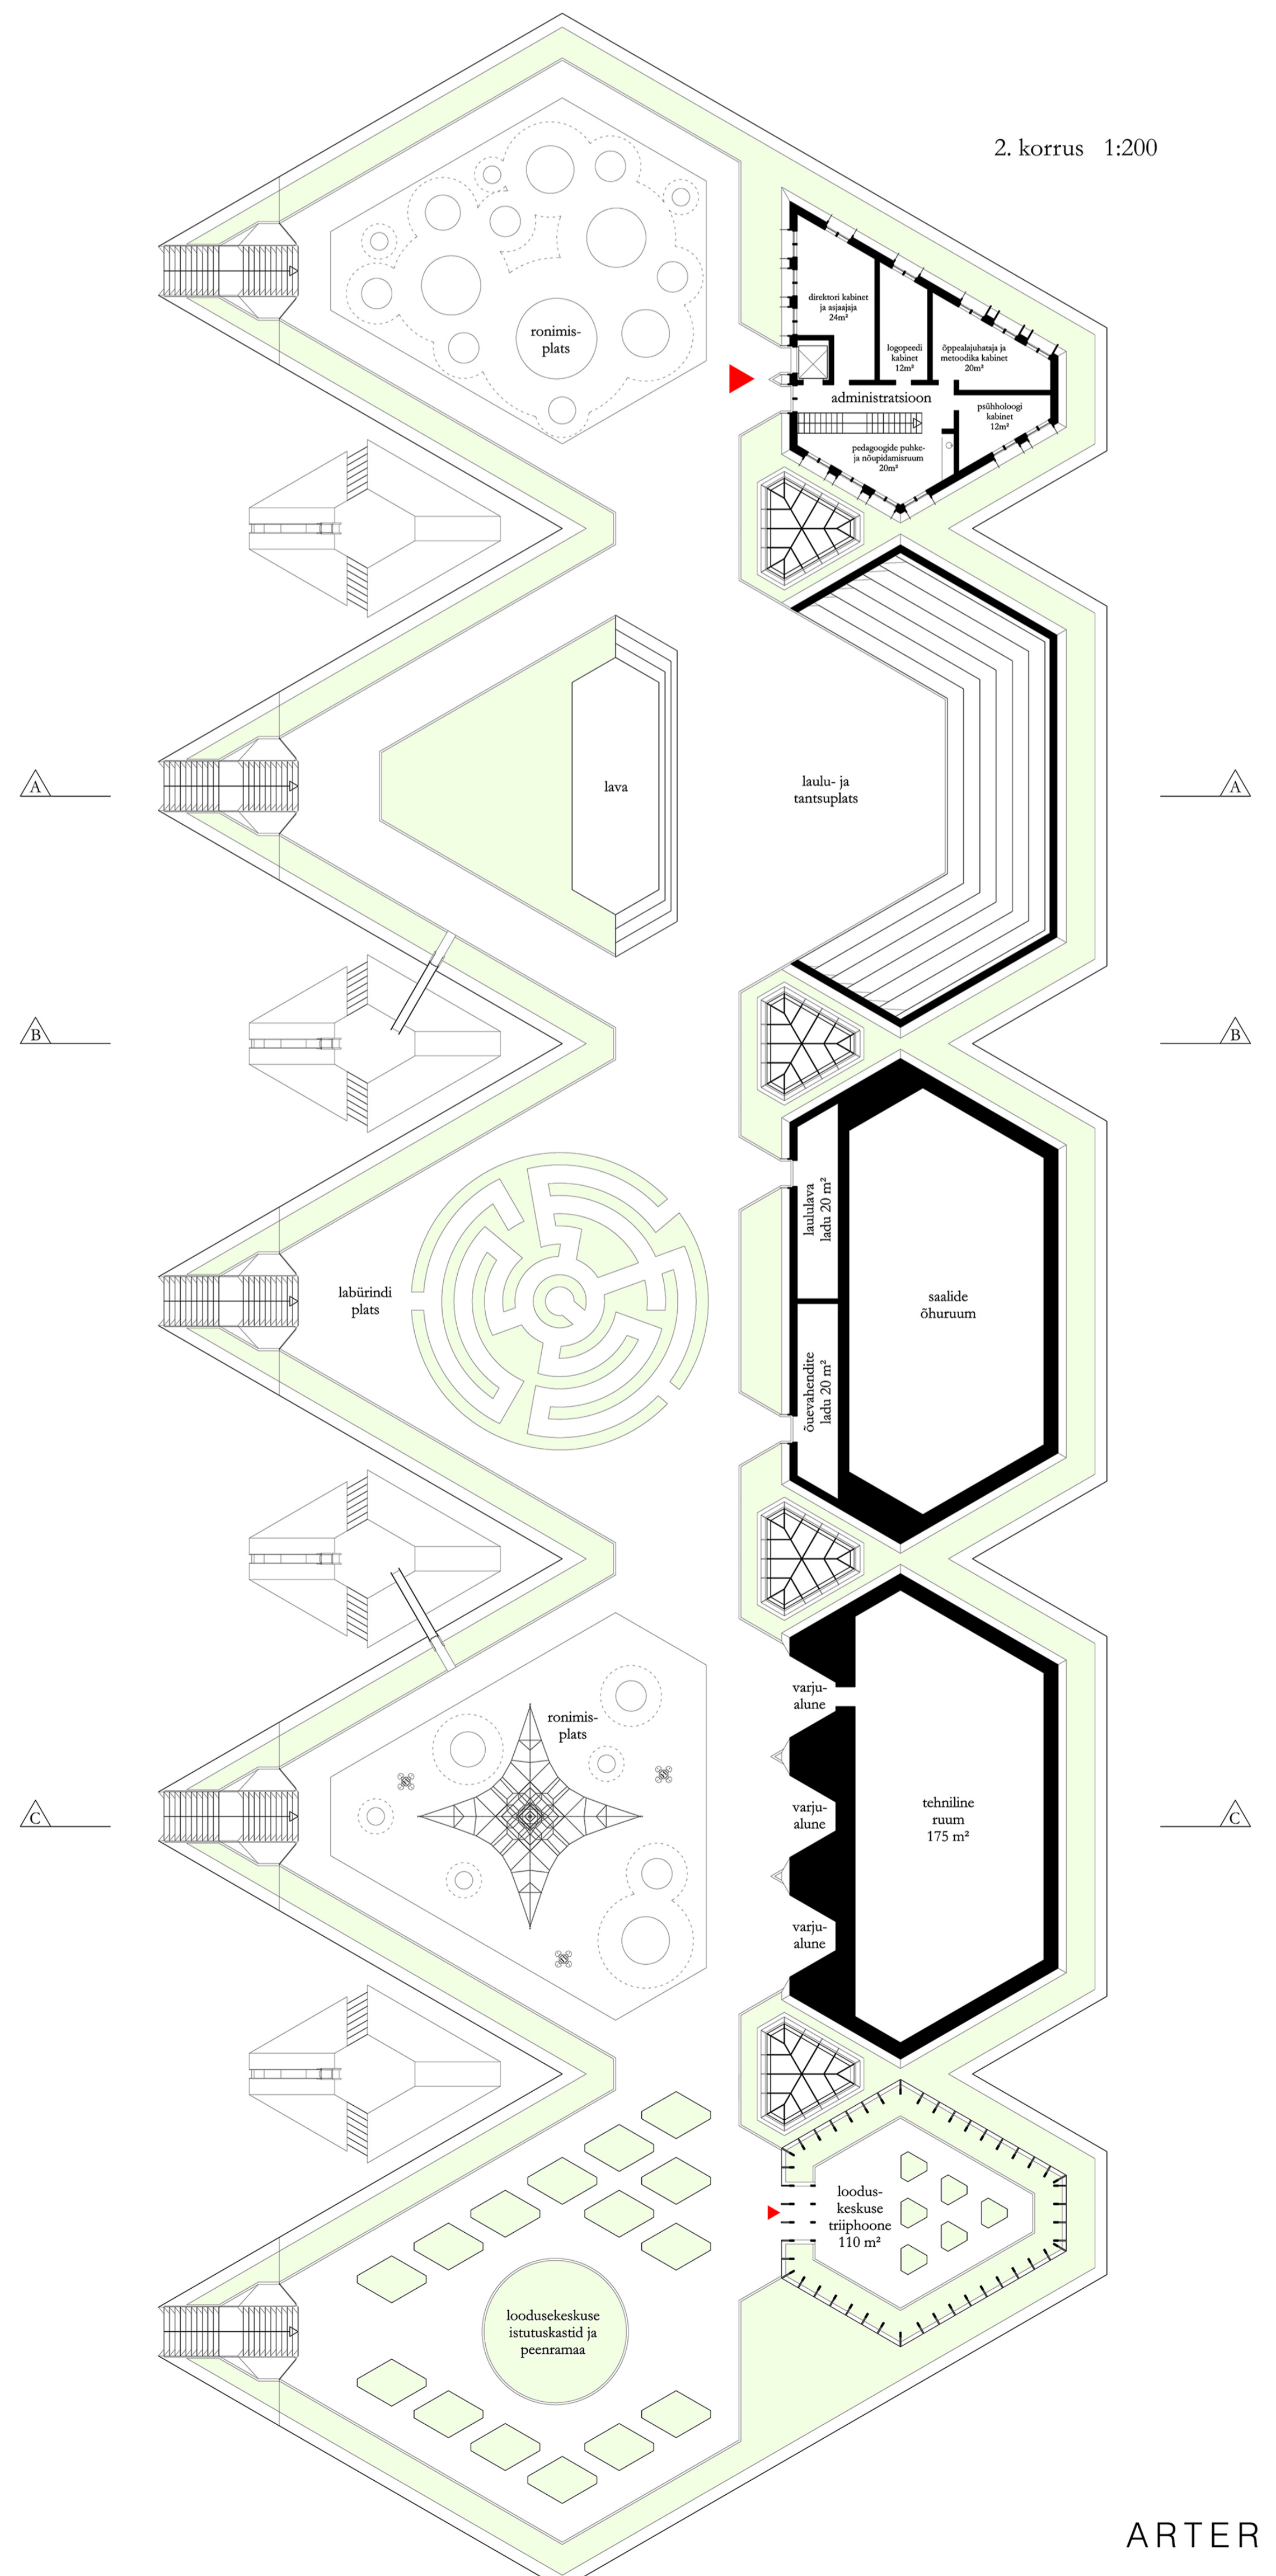 2. korrus 1:200
direktori kabinet
ja asjaajaja
24m²
logopeedi
kabinet
12m²
õppealajuhataja ja
metoodika kabinet
20m²
administratsioon
psühholoogi
kabinet
12m²
pedagoogide puhke-
ja nõupidamisruum
20m²
ronimis-
plats
lava
laulu- ja
tantsuplats
A
A
B
B
laululava
ladu 20 m²
labürindi
plats
saalide
õhuruum
õuevahendite
ladu 20 m²
varju-
alune
ronimis-
plats
varju-
alune
tehniline
ruum
175 m²
C
C
varju-
alune
loodus-
keskuse
triiphoone
110 m²
loodusekeskuse
istutuskastid ja
peenramaa
ARTER